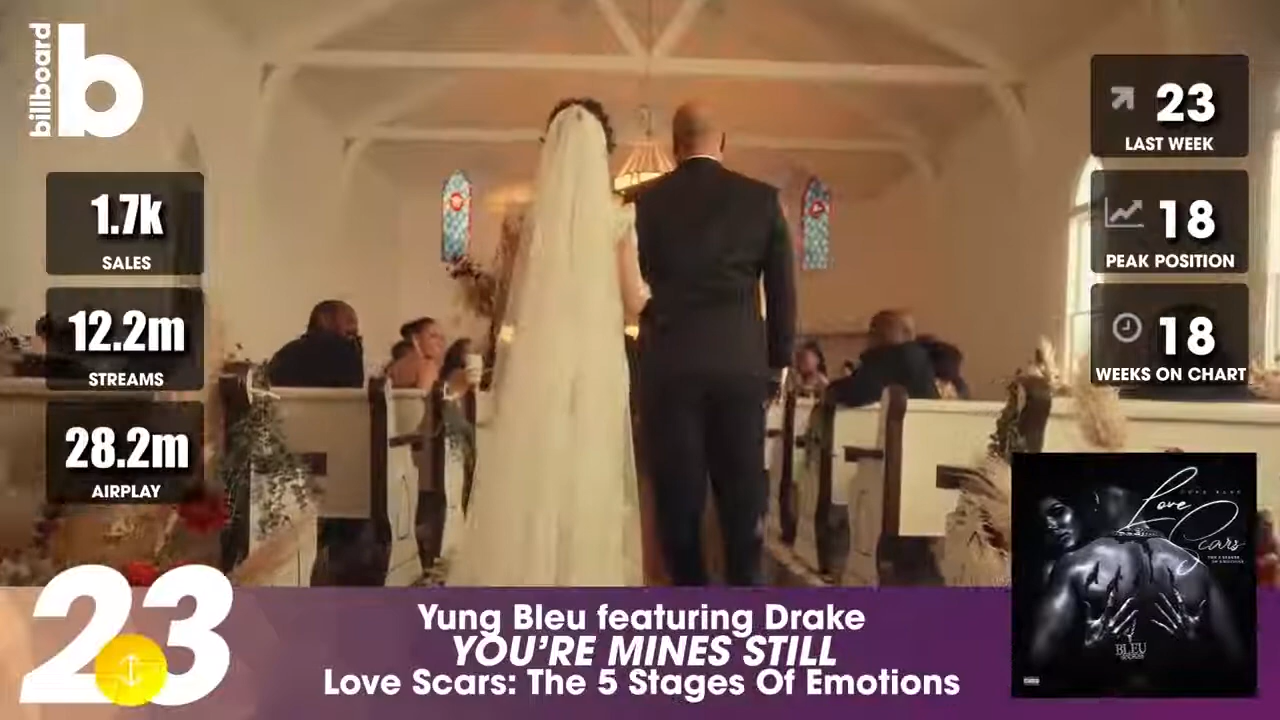 billboard
b
1.7k
SALES
12.2m
STREAMS
28.2m
AIRPLAY
23
LAST WEEK
18
PEAK POSITION
18
WEEKS ON CHART
23
Yung Bleu featuring Drake
YOU'RE MINES STILL
Love Scars: The 5 Stages Of Emotions
Love
Scars
BLEU